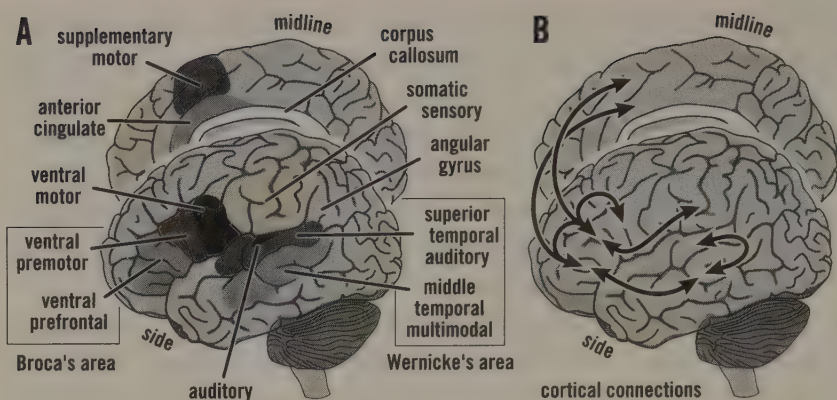 A
midline
supplementary
motor
corpus
callosum
anterior
cingulate
somatic
sensory
angular
gyrus
ventral
motor
ventral
premotor
ventral
prefrontal
Broca's area
superior
temporal
auditory
middle
temporal
multimodal
Wernicke's area
side
auditory
B
midline
side
cortical connections